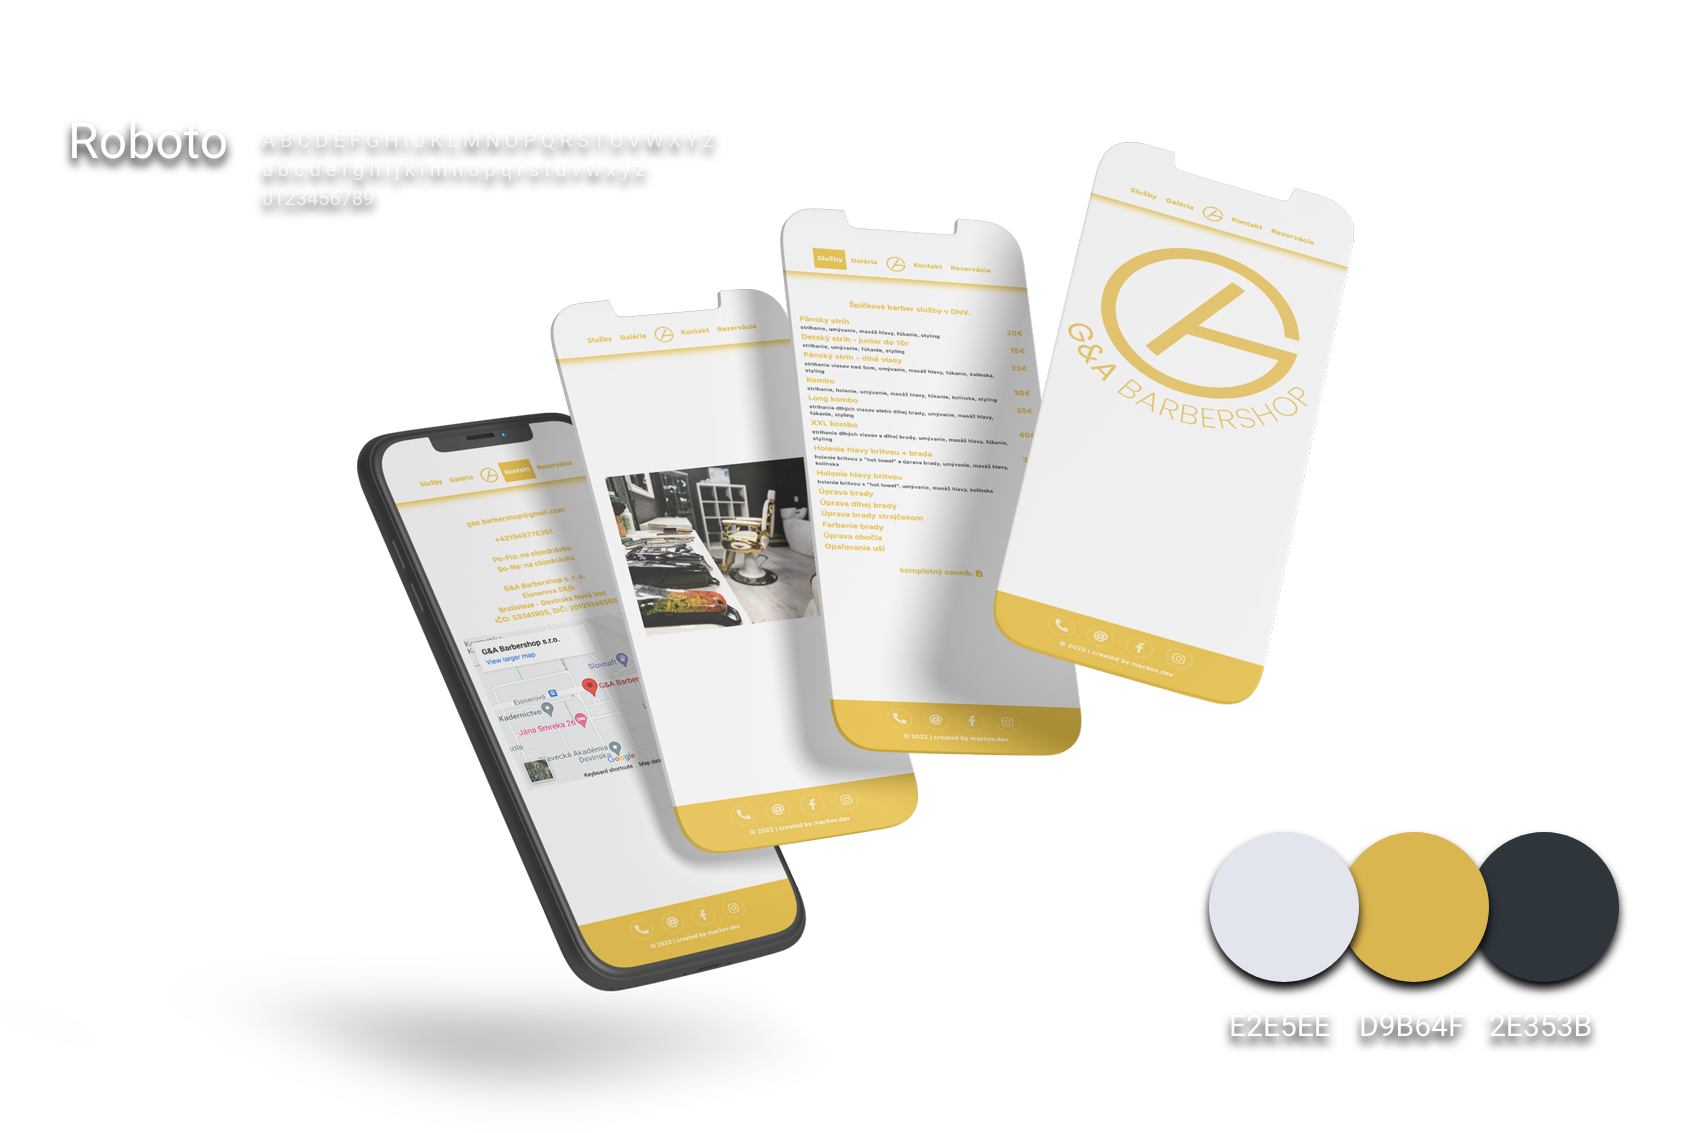 Roboto
A B C D E F G H I J K L M N O P Q R S T U V W X Y Z
a b c d e f g h i j k l m n o p q r s t u v w x y z
0123456789
Služby Galéria Kontakt Rezervácia
G&A BARBERSHOP
© 2022 | created by mackov.dev
Služby Galéria Kontakt Rezervácia
Špičkové barber služby v DNV.
Pánsky strih 20€
strihanie, umývanie, masáž hlavy, fúkanie, styling
Detský strih - junior do 10r 15€
strihanie, umývanie, fúkanie, styling
Pánský strih - dlhé vlasy 23€
strihanie vlasov nad 5cm, umývanie, masáž hlavy, fúkanie, kolínska,
styling
Kombo 30€
strihanie, holenie, umývanie, masáž hlavy, fúkanie, kolínska, styling
Long kombo 35€
strihanie dlhých vlasov alebo dlhej brady, umývanie, masáž hlavy,
fúkanie, styling
XXL kombo 40€
strihanie dlhých vlasov a dlhej brady, umývanie, masáž hlavy, fúkanie,
styling
Holenie hlavy britvou + brada
holenie britvou s "hot towel" a úprava brady, umývanie, masáž hlavy,
kolínska
Holenie hlavy britvou
holenie britvou s "hot towel", umývanie, masáž hlavy, kolínska
Úprava brady
Úprava dlhej brady
Úprava brady strojčekom
Farbenie brady
Úprava obočia
Opaľovanie uší
kompletný cenník:
© 2022 | created by mackov.dev
Služby Galéria Kontakt Rezervácia
© 2022 | created by mackov.dev
Služby Galéria Kontakt Rezervácia
gaa.barbershop@gmail.com
+421948776361
Po-Pia: na objednávku
So-Ne: na objednávku
G&A Barbershop s. r. o.
Eisnerova 56/b
Bratislava - Devínska Nová Ves
IČO: 53341805, DIČ: 20121346568
G&A Barbershop s.r.o.
View larger map
Slovnaft
G&A Barber
Eisnerova
Kaderníctvo
Jána Smreka 26
Google
Keyboard shortcuts Map dat
© 2022 | created by mackov.dev
E2E5EE D9B64F 2E353B